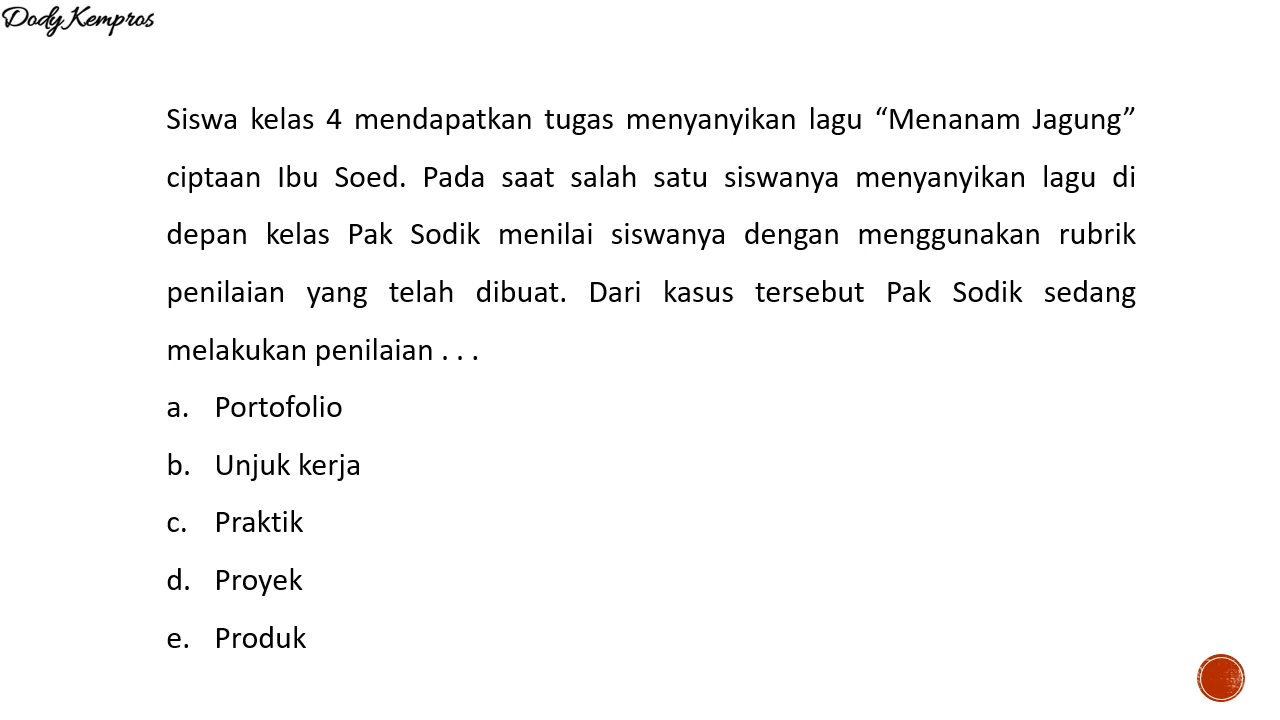 Dody Kempros
Siswa kelas 4 mendapatkan tugas menyanyikan lagu “Menanam Jagung”
ciptaan Ibu Soed. Pada saat salah satu siswanya menyanyikan lagu di
depan kelas Pak Sodik menilai siswanya dengan menggunakan rubrik
penilaian yang telah dibuat. Dari kasus tersebut Pak Sodik sedang
melakukan penilaian . . .
a. Portofolio
b. Unjuk kerja
c. Praktik
d. Proyek
e. Produk